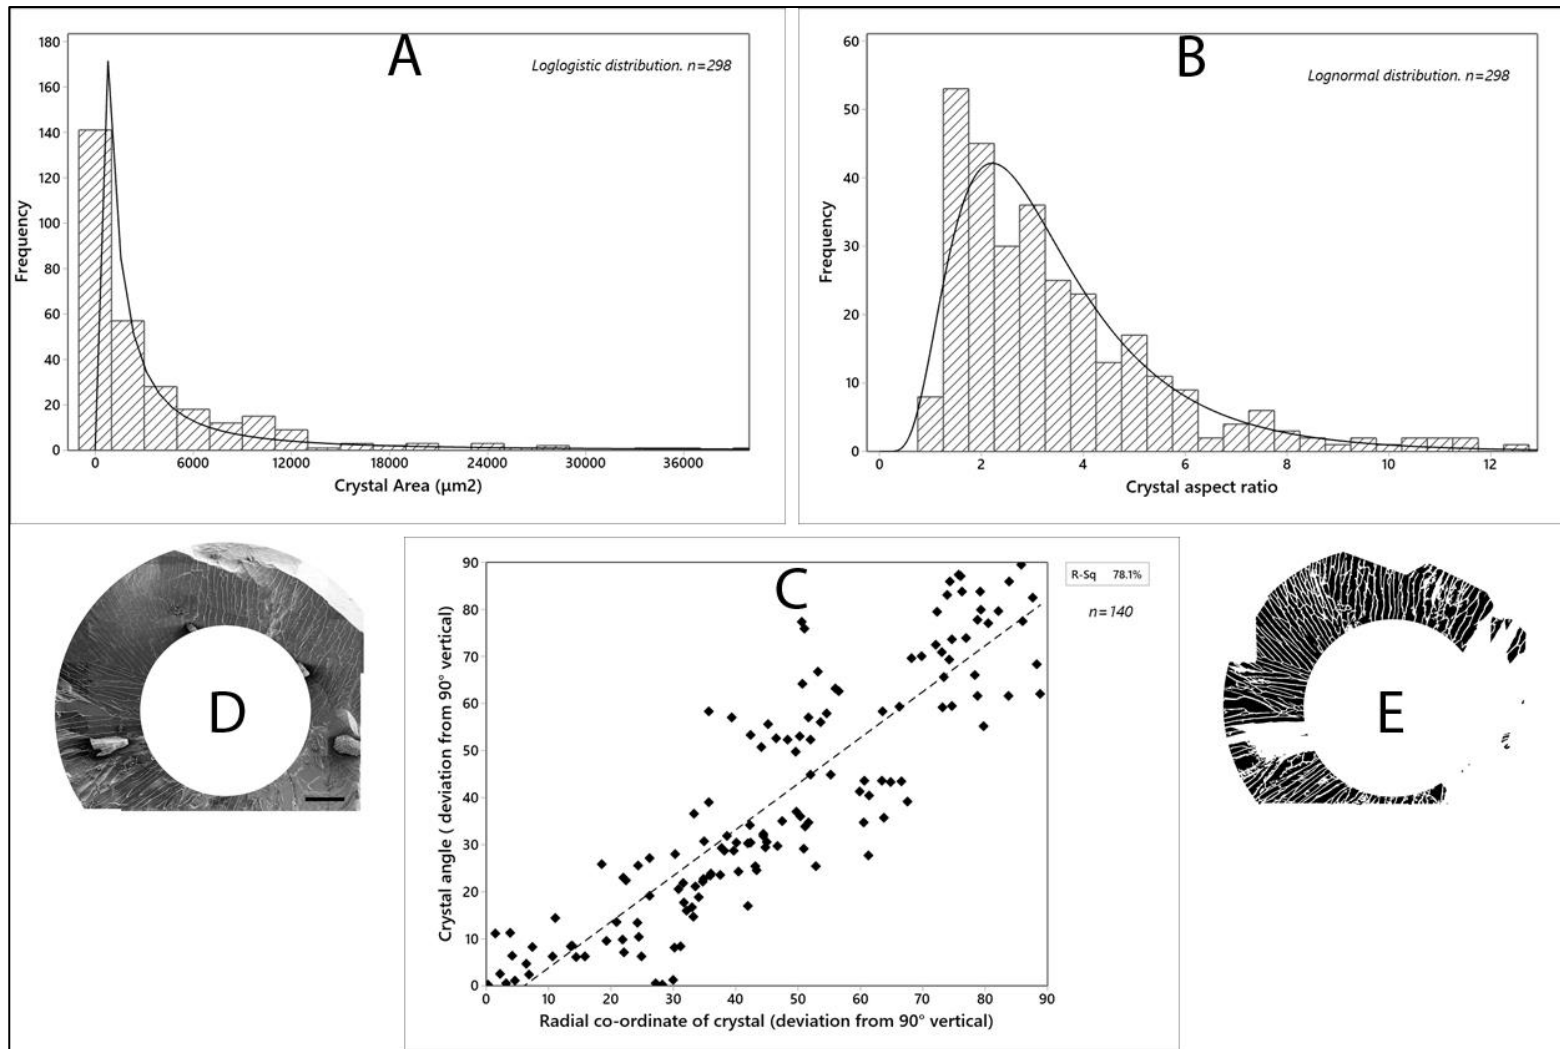 A
Loglogistic distribution. n=298
180
160
140
120
100
80
60
40
20
0
Frequency
0 6000 12000 18000 24000 30000 36000
Crystal Area (µm2)
B
Lognormal distribution. n=298
60
50
40
30
20
10
0
Frequency
0 2 4 6 8 10 12
Crystal aspect ratio
C
R-Sq 78.1%
n=140
90
80
70
60
50
40
30
20
10
0
Crystal angle ( deviation from 90° vertical)
0 10 20 30 40 50 60 70 80 90
Radial co-ordinate of crystal (deviation from 90° vertical)
D
E